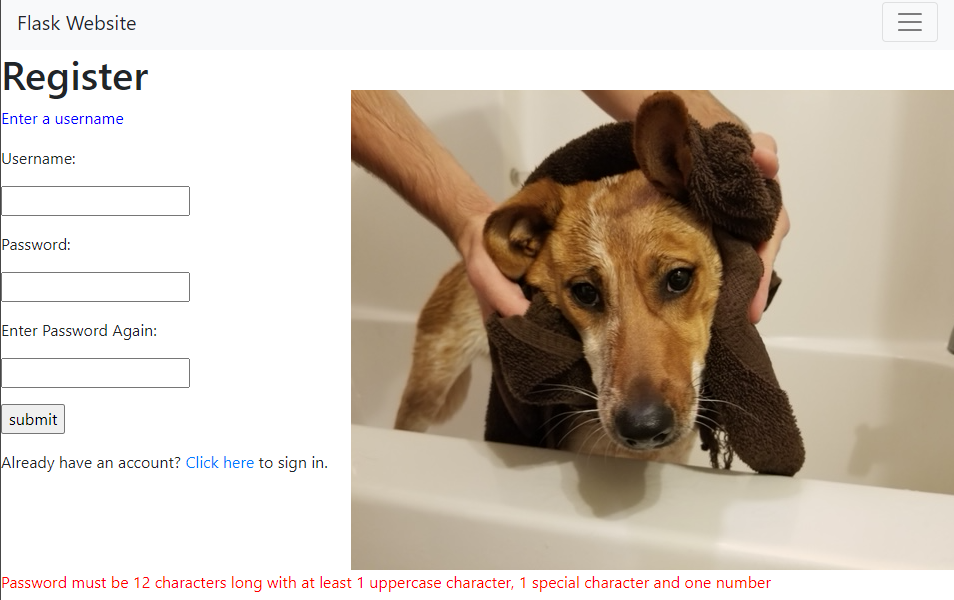 Flask Website
Register
Enter a username
Username:
Password:
Enter Password Again:
submit
Already have an account? Click here to sign in.
Password must be 12 characters long with at least 1 uppercase character, 1 special character and one number